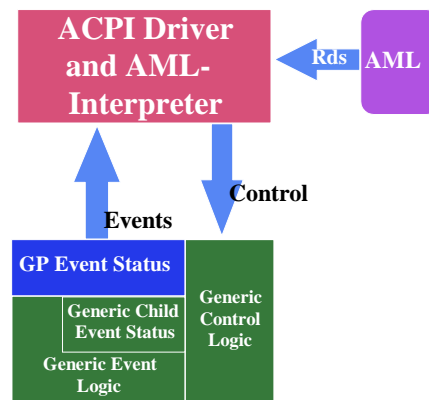 ACPI Driver
and AML-
Interpreter
Rds
AML
Control
Events
GP Event Status
Generic Child
Event Status
Generic Event
Logic
Generic
Control
Logic